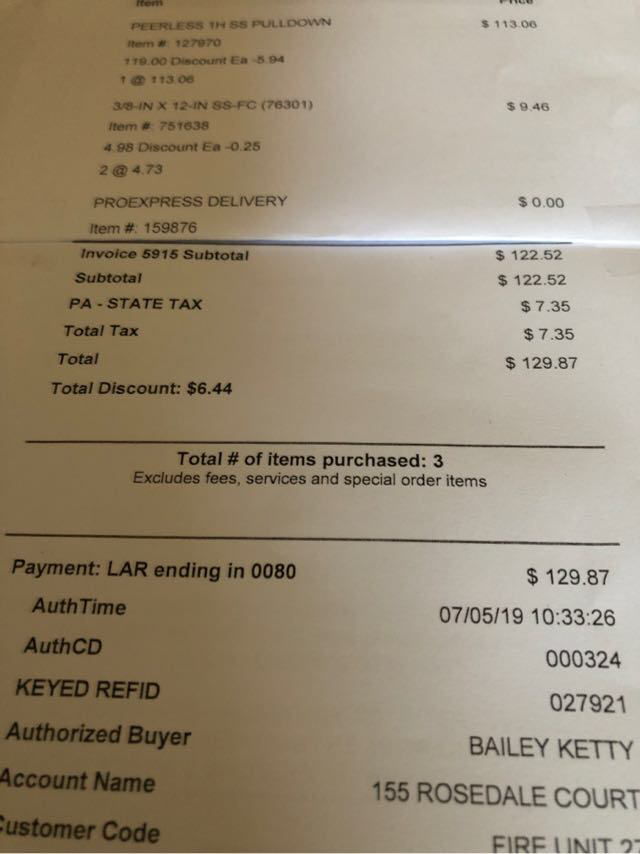 Item Price
PEERLESS 1H SS PULLDOWN $ 113.06
Item #: 127970
119.00 Discount Ea -5.94
1 @ 113.06
3/8-IN X 12-IN SS-FC (76301) $ 9.46
Item #: 751638
4.98 Discount Ea -0.25
2 @ 4.73
PROEXPRESS DELIVERY $ 0.00
Item #: 159876
Invoice 5915 Subtotal $ 122.52
Subtotal $ 122.52
PA - STATE TAX $ 7.35
Total Tax $ 7.35
Total $ 129.87
Total Discount: $6.44
Total # of items purchased: 3
Excludes fees, services and special order items
Payment: LAR ending in 0080 $ 129.87
AuthTime 07/05/19 10:33:26
AuthCD 000324
KEYED REFID 027921
Authorized Buyer BAILEY KETTY
Account Name 155 ROSEDALE COURT
Customer Code FIRE UNIT 27